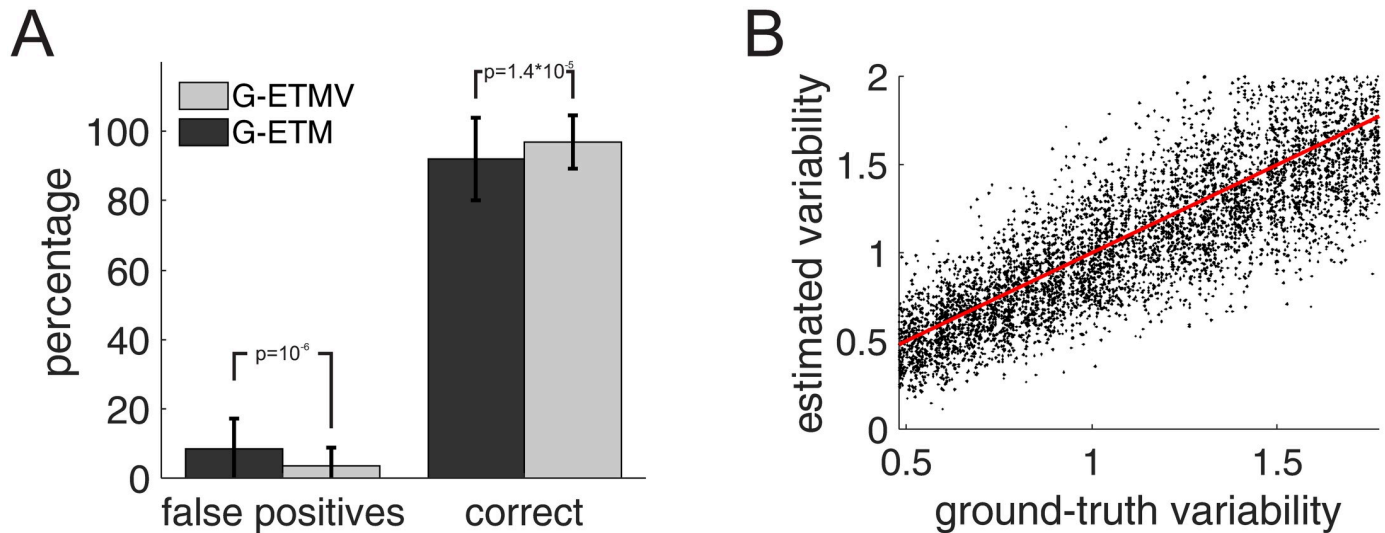 A
G-ETMV
G-ETM
p=1.4*10-5
p=10-6
percentage
100
80
60
40
20
0
false positives
correct
B
estimated variability
2
1.5
1
0.5
0
0.5
1
1.5
ground-truth variability